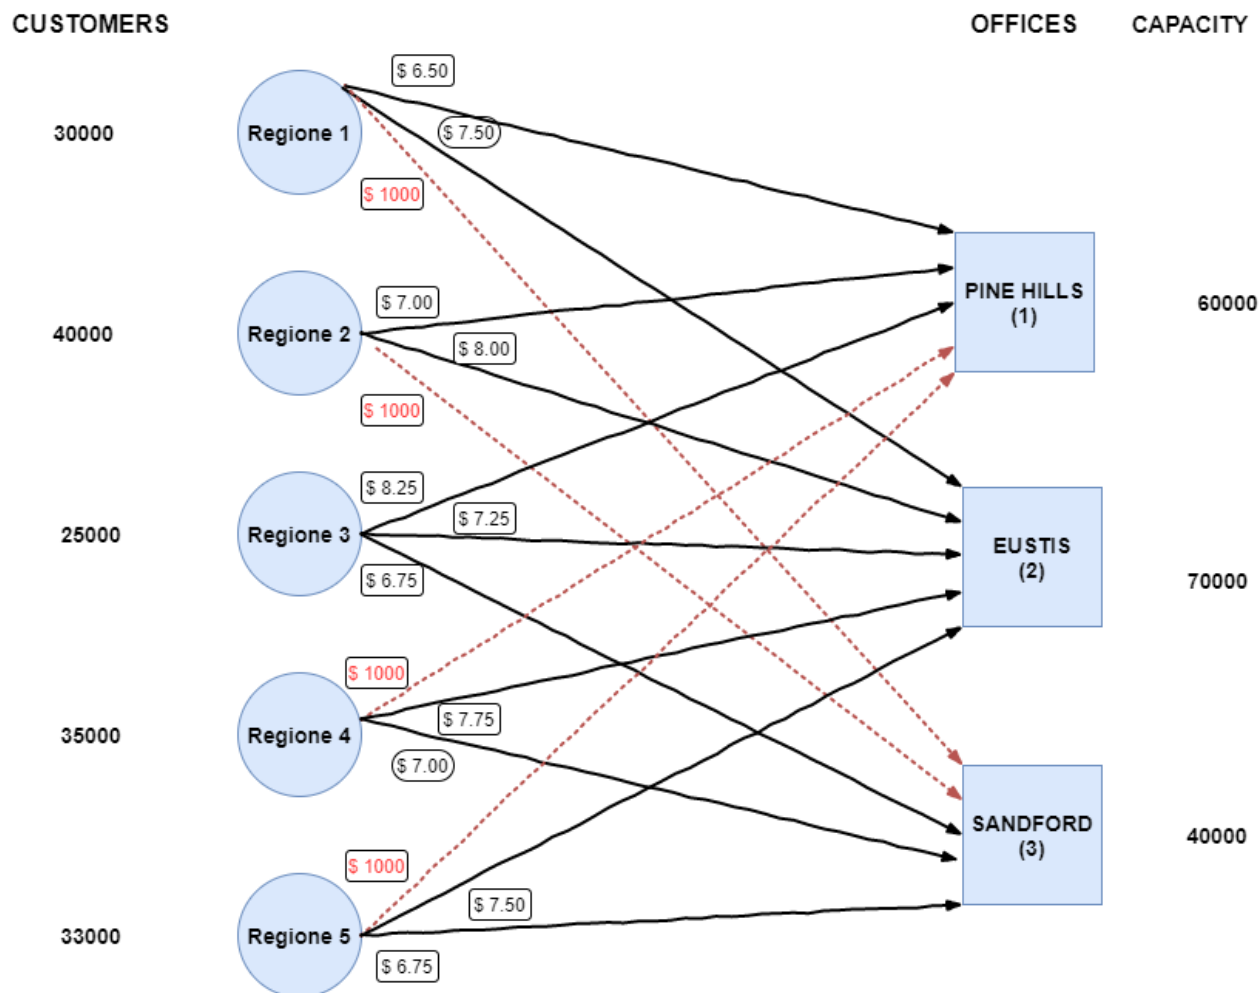 CUSTOMERS
OFFICES
CAPACITY
$ 6.50
30000
Regione 1
$ 7.50
$ 1000
PINE HILLS
(1)
60000
$ 7.00
40000
Regione 2
$ 8.00
$ 1000
$ 8.25
25000
Regione 3
$ 7.25
$ 6.75
EUSTIS
(2)
70000
$ 1000
35000
Regione 4
$ 7.75
$ 7.00
SANDFORD
(3)
40000
$ 1000
33000
Regione 5
$ 7.50
$ 6.75